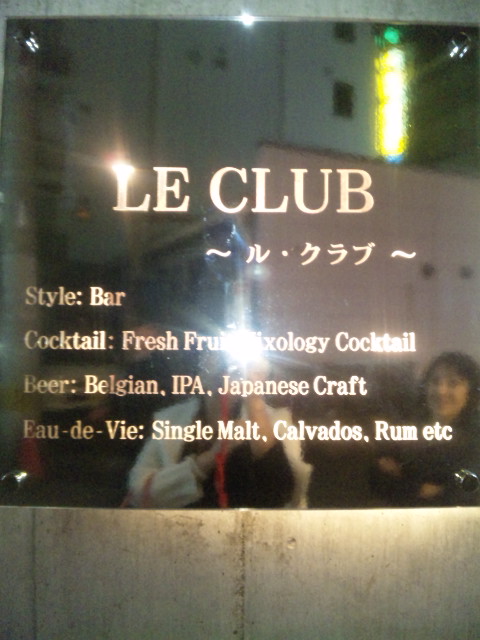 LE CLUB
〜 ル・クラブ 〜
Style: Bar
Cocktail: Fresh Fruit Mixology Cocktail
Beer: Belgian, IPA, Japanese Craft
Eau-de-Vie: Single Malt, Calvados, Rum etc